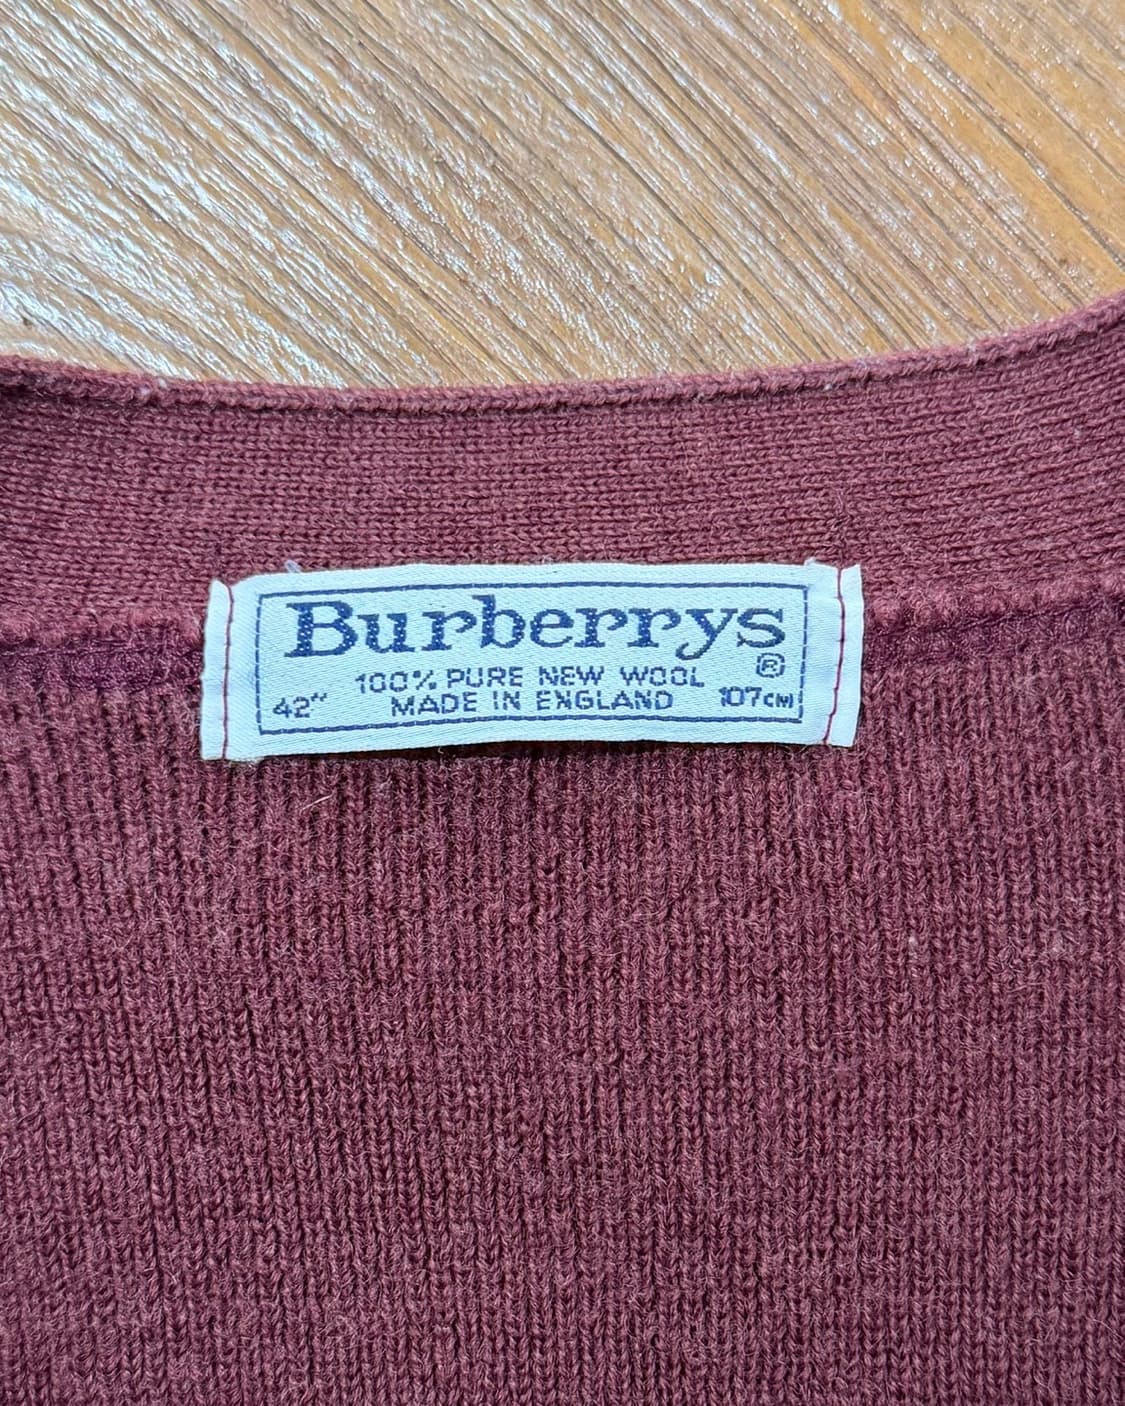 Burberrys
®
100% PURE NEW WOOL
42" MADE IN ENGLAND 107CM